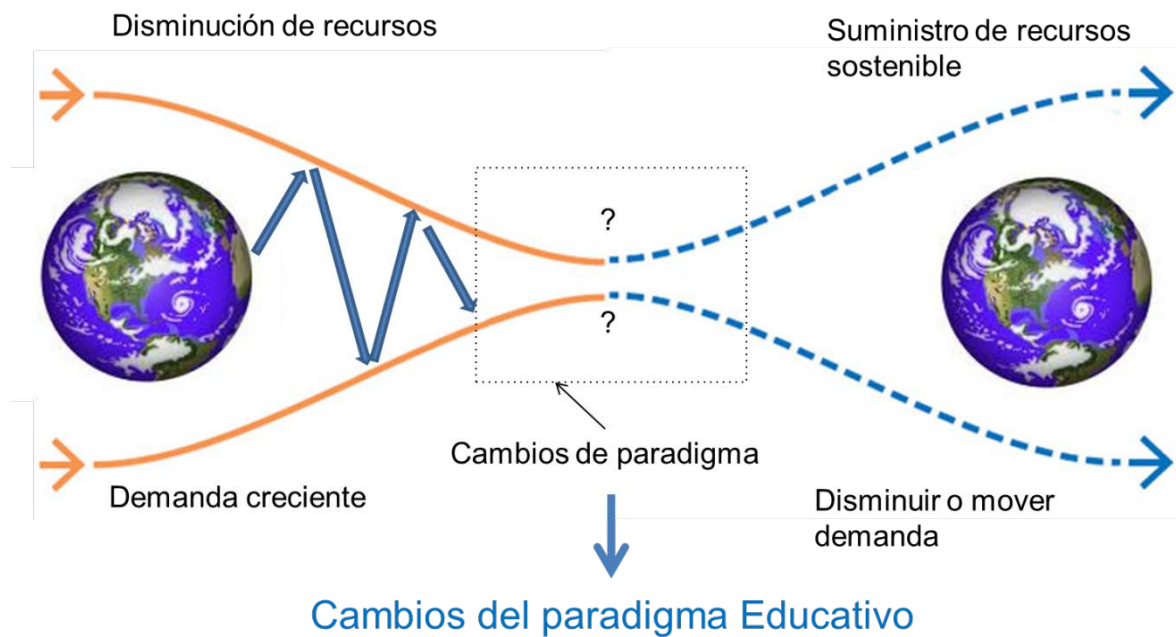 Disminución de recursos
Suministro de recursos
sostenible
?
?
Cambios de paradigma
Demanda creciente
Disminuir o mover
demanda
Cambios del paradigma Educativo